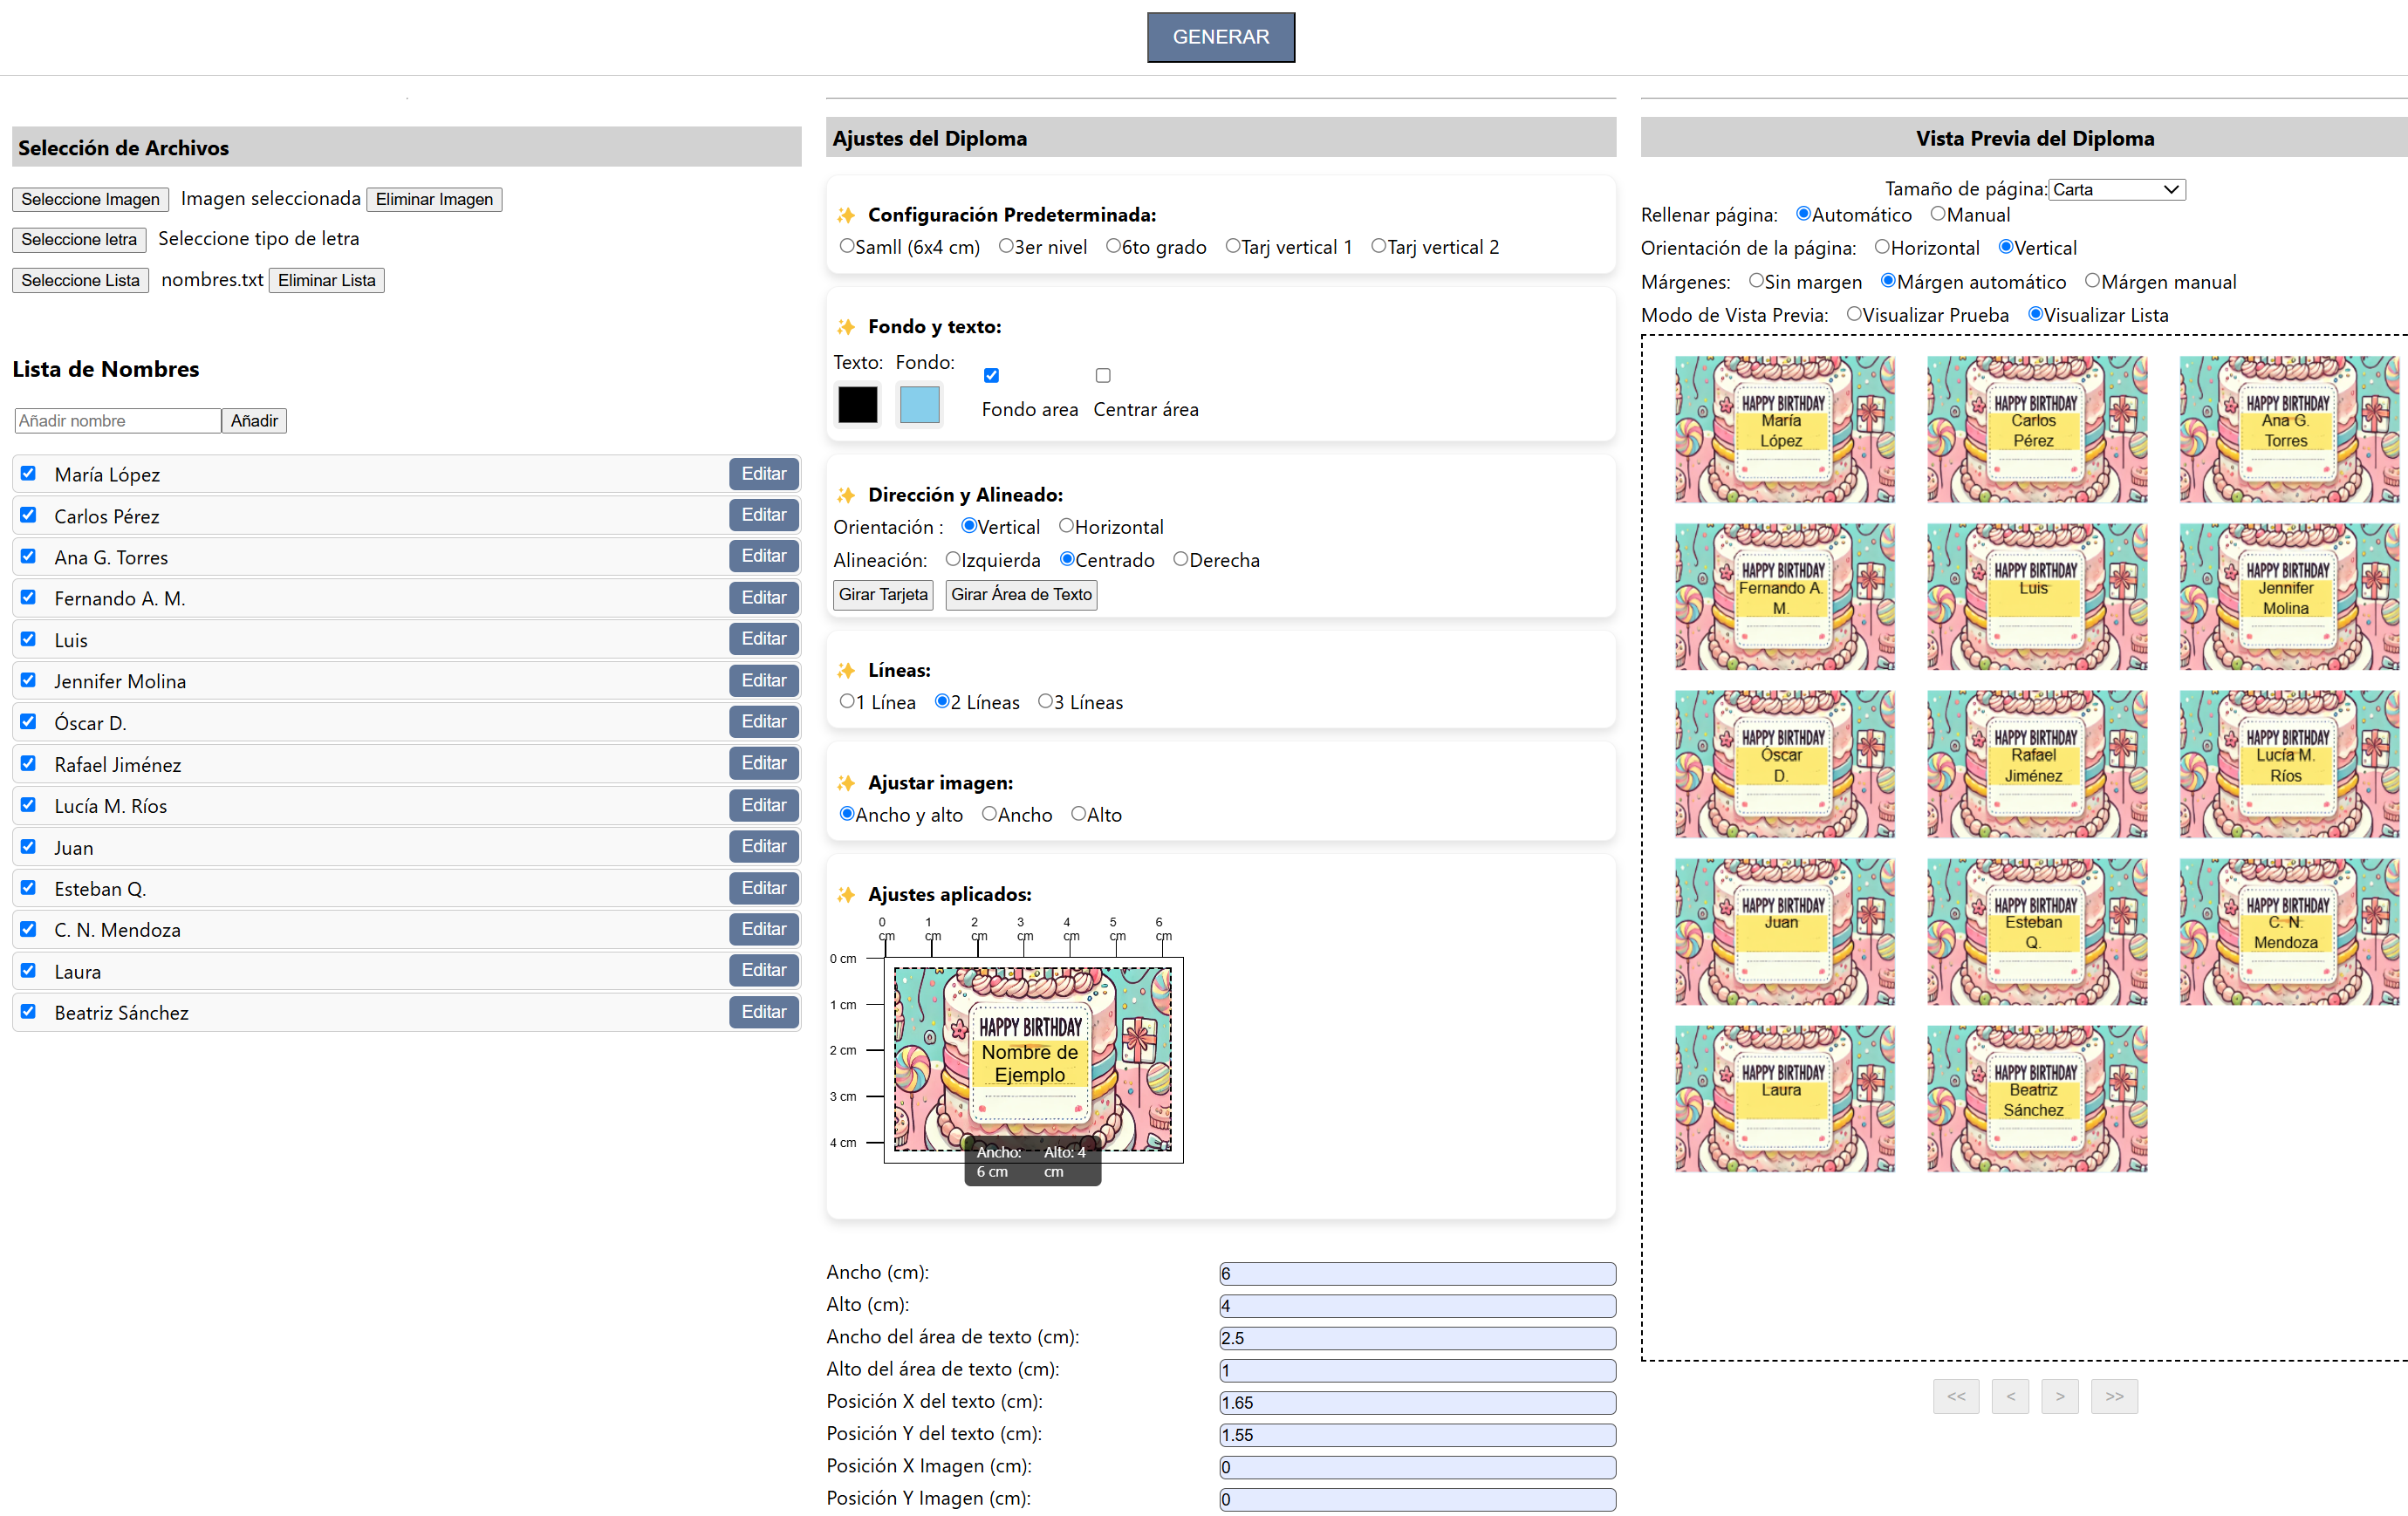 GENERAR
Selección de Archivos
Seleccione Imagen Imagen seleccionada Eliminar Imagen
Seleccione letra Seleccione tipo de letra
Seleccione Lista nombres.txt Eliminar Lista
Lista de Nombres
Añadir nombre Añadir
María López Editar
Carlos Pérez Editar
Ana G. Torres Editar
Fernando A. M. Editar
Luis Editar
Jennifer Molina Editar
Óscar D. Editar
Rafael Jiménez Editar
Lucía M. Ríos Editar
Juan Editar
Esteban Q. Editar
C. N. Mendoza Editar
Laura Editar
Beatriz Sánchez Editar
Ajustes del Diploma
Configuración Predeterminada:
Samll (6x4 cm) 3er nivel 6to grado Tarj vertical 1 Tarj vertical 2
Fondo y texto:
Texto: Fondo:
Fondo area Centrar área
Dirección y Alineado:
Orientación : Vertical Horizontal
Alineación: Izquierda Centrado Derecha
Girar Tarjeta Girar Área de Texto
Líneas:
1 Línea 2 Líneas 3 Líneas
Ajustar imagen:
Ancho y alto Ancho Alto
Ajustes aplicados:
0 1 2 3 4 5 6
cm cm cm cm cm cm cm
0 cm
1 cm
2 cm
3 cm
4 cm
HAPPY BIRTHDAY
Nombre de
Ejemplo
Ancho: Alto: 4
6 cm cm
Ancho (cm): 6
Alto (cm): 4
Ancho del área de texto (cm): 2.5
Alto del área de texto (cm): 1
Posición X del texto (cm): 1.65
Posición Y del texto (cm): 1.55
Posición X Imagen (cm): 0
Posición Y Imagen (cm): 0
Vista Previa del Diploma
Tamaño de página: Carta
Rellenar página: Automático Manual
Orientación de la página: Horizontal Vertical
Márgenes: Sin margen Márgen automático Márgen manual
Modo de Vista Previa: Visualizar Prueba Visualizar Lista
HAPPY BIRTHDAY HAPPY BIRTHDAY HAPPY BIRTHDAY
María Carlos Ana G.
López Pérez Torres
HAPPY BIRTHDAY HAPPY BIRTHDAY HAPPY BIRTHDAY
Fernando A. Luis Jennifer
M. Molina
HAPPY BIRTHDAY HAPPY BIRTHDAY HAPPY BIRTHDAY
Óscar Rafael Lucía M.
D. Jiménez Ríos
HAPPY BIRTHDAY HAPPY BIRTHDAY HAPPY BIRTHDAY
Juan Esteban C. N.
Q. Mendoza
HAPPY BIRTHDAY HAPPY BIRTHDAY
Laura Beatriz
Sánchez
<< < > >>